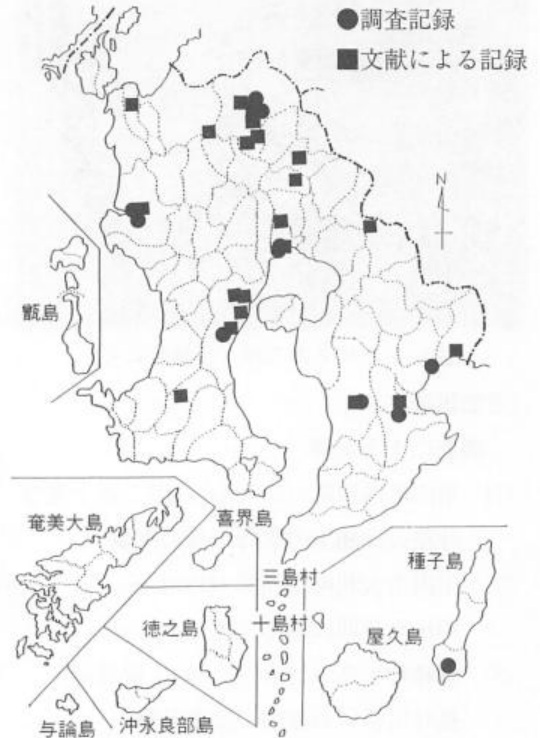 ●調査記録
■文献による記録
N
甑島
奄美大島
喜界島
三島村
種子島
徳之島
十島村
屋久島
与論島
沖永良部島